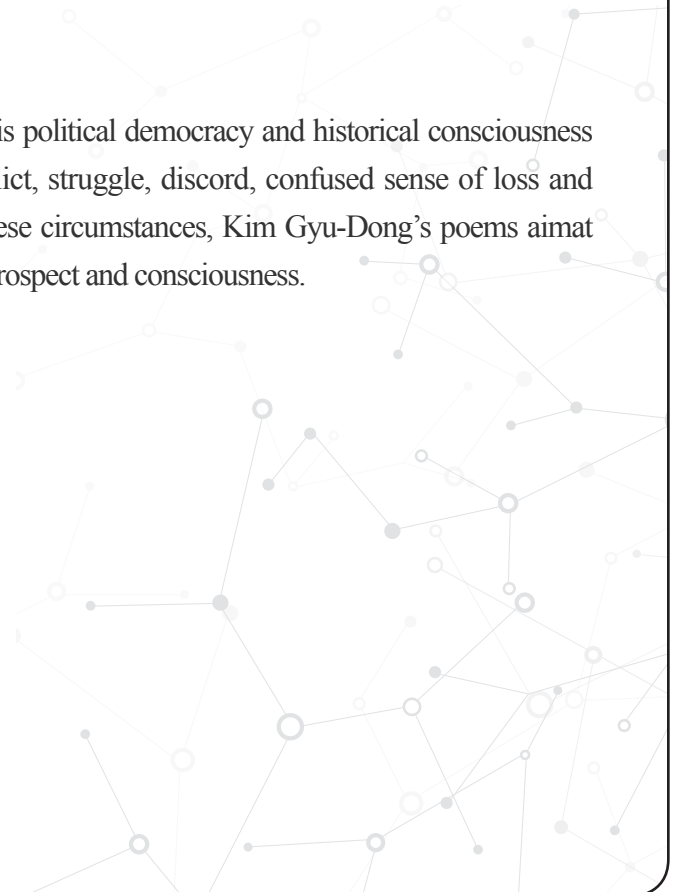 is political democracy and historical consciousness
lict, struggle, discord, confused sense of loss and
ese circumstances, Kim Gyu-Dong’s poems aimat
rospect and consciousness.